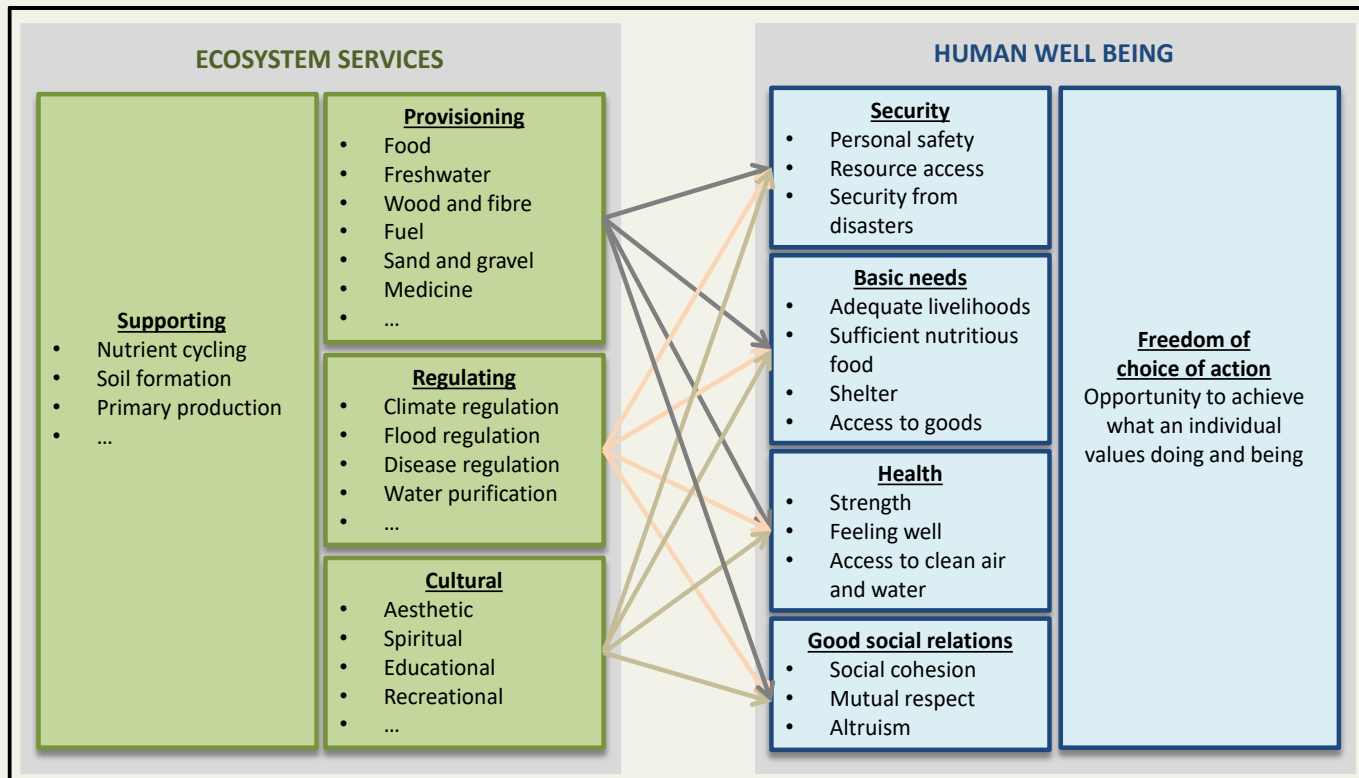 ECOSYSTEM SERVICES
Supporting
• Nutrient cycling
• Soil formation
• Primary production
• ...
Provisioning
• Food
• Freshwater
• Wood and fibre
• Fuel
• Sand and gravel
• Medicine
• ...
Regulating
• Climate regulation
• Flood regulation
• Disease regulation
• Water purification
• ...
Cultural
• Aesthetic
• Spiritual
• Educational
• Recreational
• ...
HUMAN WELL BEING
Security
• Personal safety
• Resource access
• Security from
disasters
Basic needs
• Adequate livelihoods
• Sufficient nutritious
food
• Shelter
• Access to goods
Health
• Strength
• Feeling well
• Access to clean air
and water
Good social relations
• Social cohesion
• Mutual respect
• Altruism
Freedom of
choice of action
Opportunity to achieve
what an individual
values doing and being